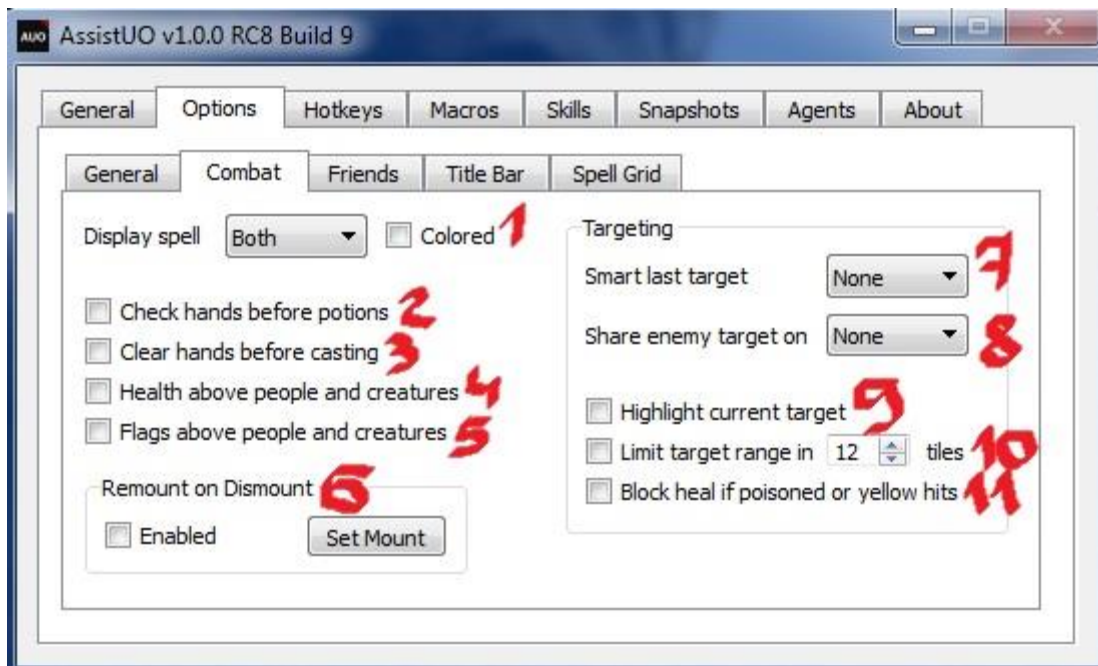 AUO AssistUO v1.0.0 RC8 Build 9
General Options Hotkeys Macros Skills Snapshots Agents About
General Combat Friends Title Bar Spell Grid
Display spell Both Colored 1
Check hands before potions 2
Clear hands before casting 3
Health above people and creatures 4
Flags above people and creatures 5
Remount on Dismount 6
Enabled Set Mount
Targeting
Smart last target None 7
Share enemy target on None 8
Highlight current target 9
Limit target range in 12 tiles 10
Block heal if poisoned or yellow hits 11